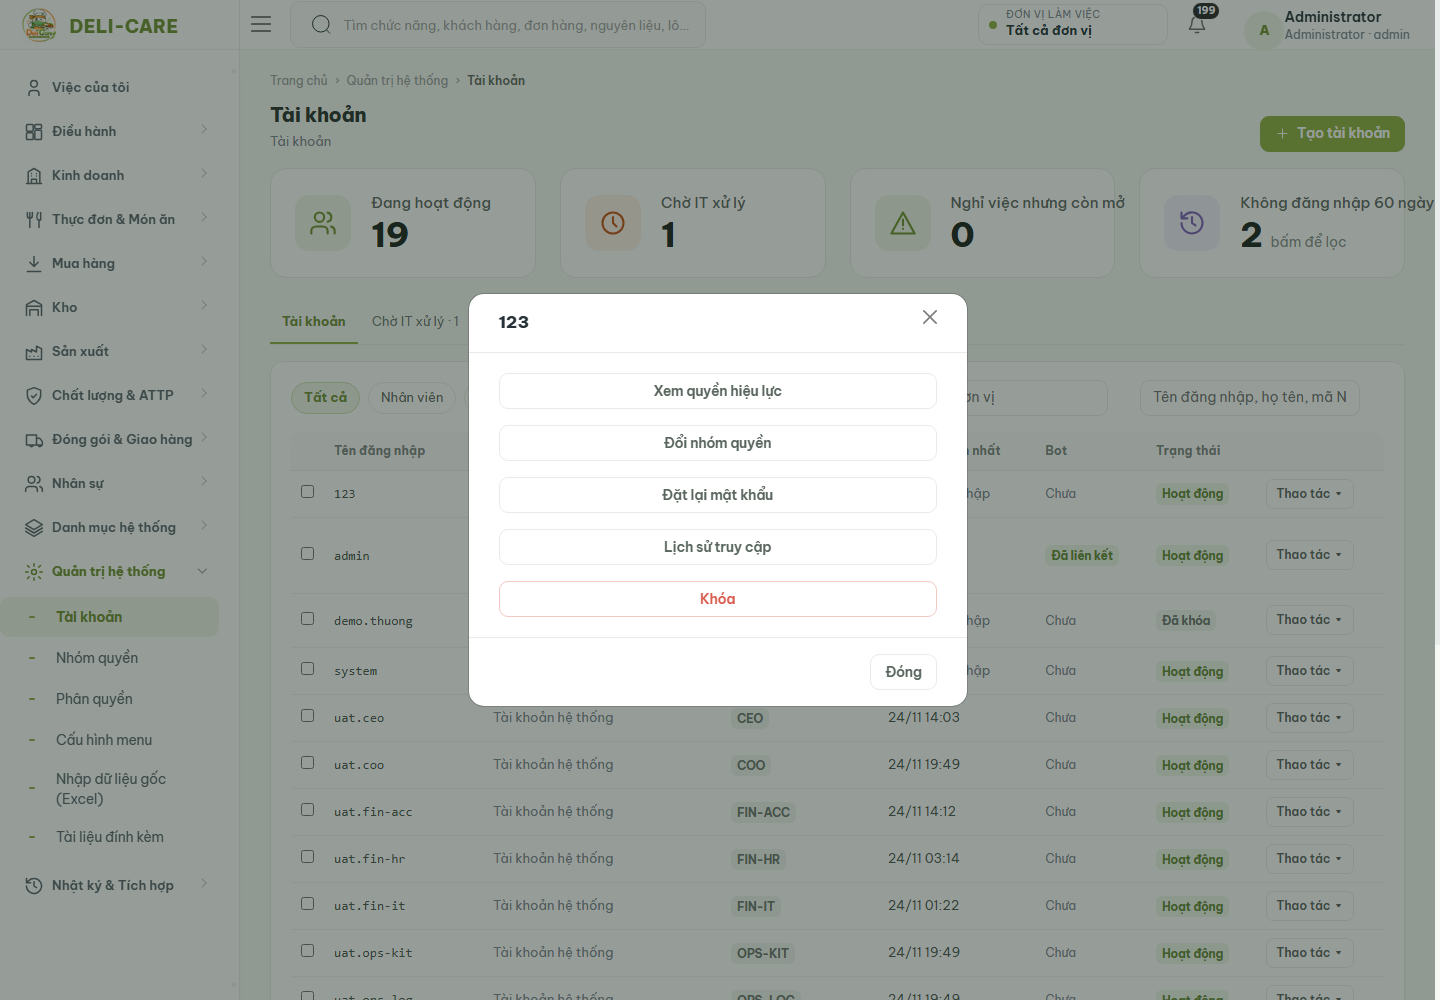 DELI-CARE
Tìm chức năng, khách hàng, đơn hàng, nguyên liệu, lô...
ĐƠN VỊ LÀM VIỆC
Tất cả đơn vị
199
A
Administrator
Administrator · admin
Việc của tôi
Điều hành
Kinh doanh
Thực đơn & Món ăn
Mua hàng
Kho
Sản xuất
Chất lượng & ATTP
Đóng gói & Giao hàng
Nhân sự
Danh mục hệ thống
Quản trị hệ thống
Tài khoản
Nhóm quyền
Phân quyền
Cấu hình menu
Nhập dữ liệu gốc
(Excel)
Tài liệu đính kèm
Nhật ký & Tích hợp
Trang chủ › Quản trị hệ thống › Tài khoản
Tài khoản
Tài khoản
+ Tạo tài khoản
Đang hoạt động
19
Chờ IT xử lý
1
Nghỉ việc nhưng còn mở
0
Không đăng nhập 60 ngày
2 bấm để lọc
Tài khoản Chờ IT xử lý · 1
Tất cả Nhân viên
Tên đăng nhập, họ tên, mã N
Tên đăng nhập nhất Bot Trạng thái
123 Chưa Hoạt động Thao tác
admin Đã liên kết Hoạt động Thao tác
demo.thuong Chưa Đã khóa Thao tác
system Chưa Hoạt động Thao tác
uat.ceo Tài khoản hệ thống CEO 24/11 14:03 Chưa Hoạt động Thao tác
uat.coo Tài khoản hệ thống COO 24/11 19:49 Chưa Hoạt động Thao tác
uat.fin-acc Tài khoản hệ thống FIN-ACC 24/11 14:12 Chưa Hoạt động Thao tác
uat.fin-hr Tài khoản hệ thống FIN-HR 24/11 03:14 Chưa Hoạt động Thao tác
uat.fin-it Tài khoản hệ thống FIN-IT 24/11 01:22 Chưa Hoạt động Thao tác
uat.ops-kit Tài khoản hệ thống OPS-KIT 24/11 19:49 Chưa Hoạt động Thao tác
123
Xem quyền hiệu lực
Đổi nhóm quyền
Đặt lại mật khẩu
Lịch sử truy cập
Khóa
Đóng